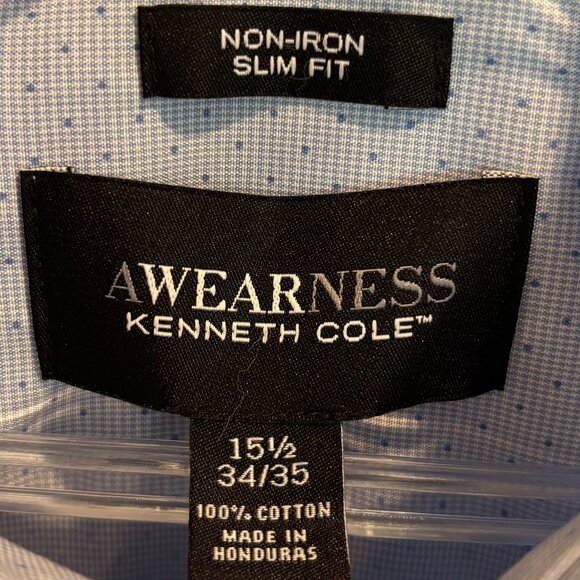 NON-IRON
SLIM FIT
AWEARNESS
KENNETH COLE™
15½
34/35
100% COTTON
MADE IN
HONDURAS